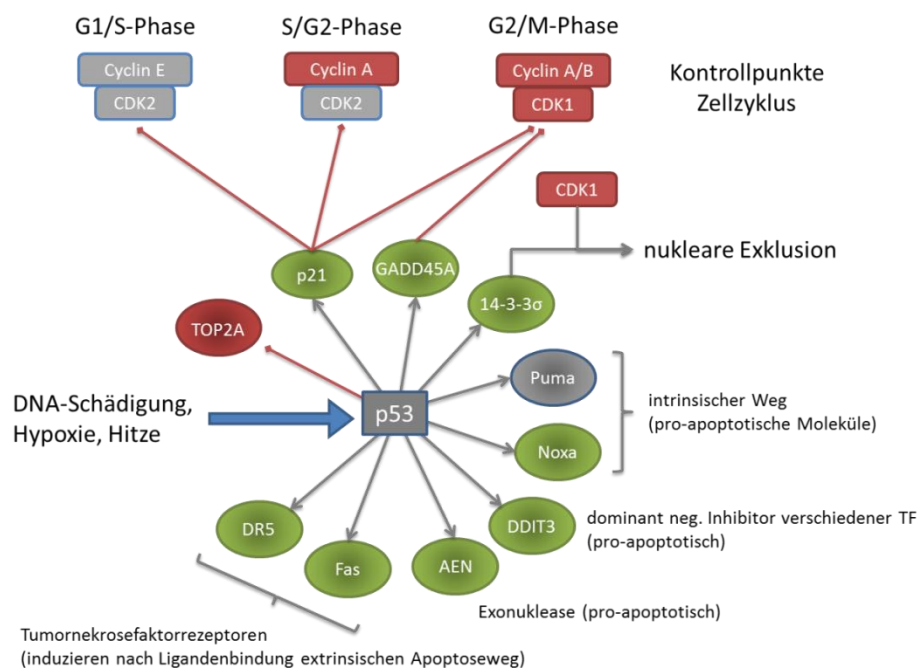 G1/S-Phase
S/G2-Phase
G2/M-Phase
Cyclin E
CDK2
Cyclin A
CDK2
Cyclin A/B
CDK1
Kontrollpunkte
Zellzyklus
CDK1
nukleare Exklusion
p21
GADD45A
14-3-3σ
TOP2A
DNA-Schädigung,
Hypoxie, Hitze
p53
Puma
Noxa
intrinsischer Weg
(pro-apoptotische Moleküle)
DR5
Fas
AEN
DDIT3
dominant neg. Inhibitor verschiedener TF
(pro-apoptotisch)
Exonuklease (pro-apoptotisch)
Tumornekrosefaktorrezeptoren
(induzieren nach Ligandenbindung extrinsischen Apoptoseweg)